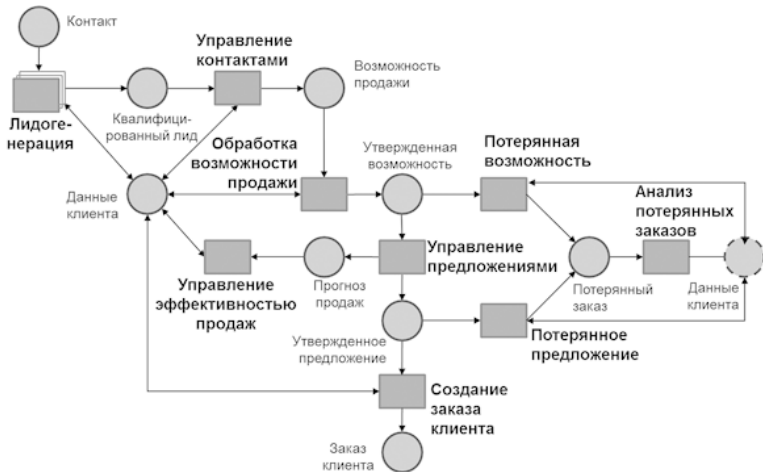 Контакт
Управление
контактами
Возможность
продажи
Лидоге-
нерация
Квалифици-
рованный лид
Обработка
возможности
продажи
Утвержденная
возможность
Потерянная
возможность
Данные
клиента
Анализ
потерянных
заказов
Управление
эффективностью
продаж
Прогноз
продаж
Управление
предложениями
Потерянный
заказ
Данные
клиента
Утвержденное
предложение
Потерянное
предложение
Создание
заказа
клиента
Заказ
клиента